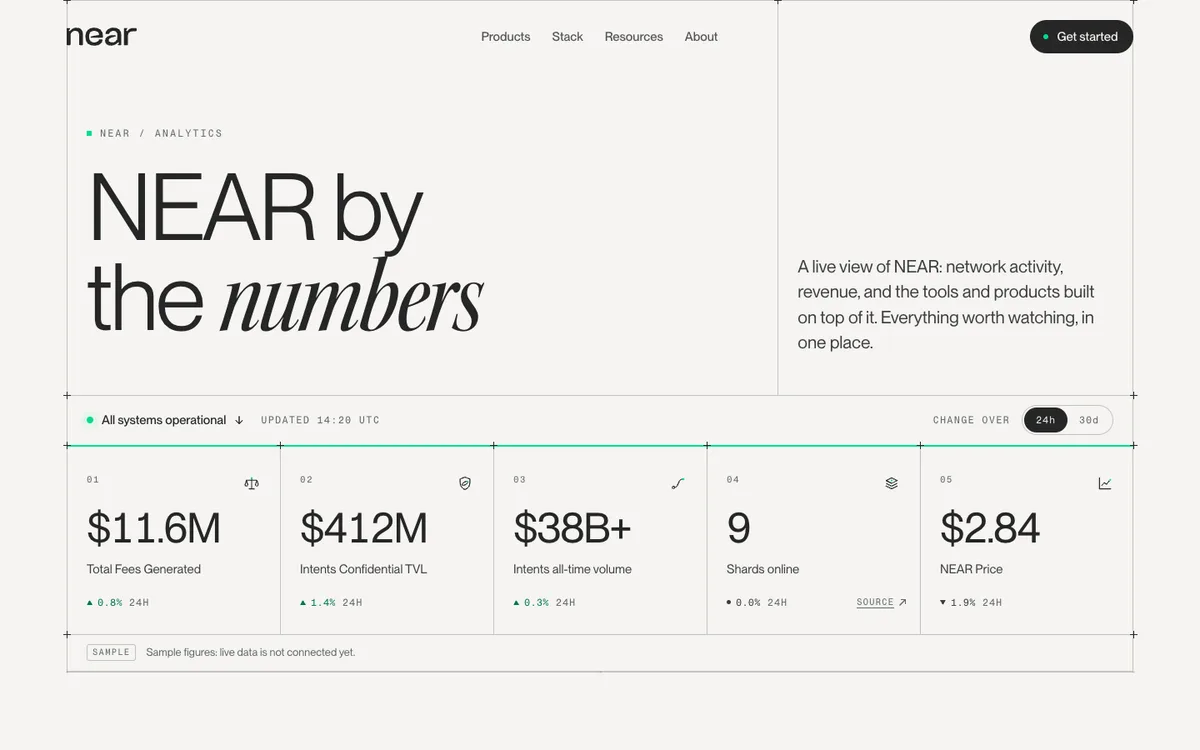 near
Products Stack Resources About
Get started
NEAR / ANALYTICS
NEAR by
the numbers
A live view of NEAR: network activity,
revenue, and the tools and products built
on top of it. Everything worth watching, in
one place.
All systems operational ↓ UPDATED 14:20 UTC
CHANGE OVER 24h 30d
01
$11.6M
Total Fees Generated
▲ 0.8% 24H
02
$412M
Intents Confidential TVL
▲ 1.4% 24H
03
$38B+
Intents all-time volume
▲ 0.3% 24H
04
9
Shards online
● 0.0% 24H SOURCE ↗
05
$2.84
NEAR Price
▼ 1.9% 24H
SAMPLE Sample figures: live data is not connected yet.